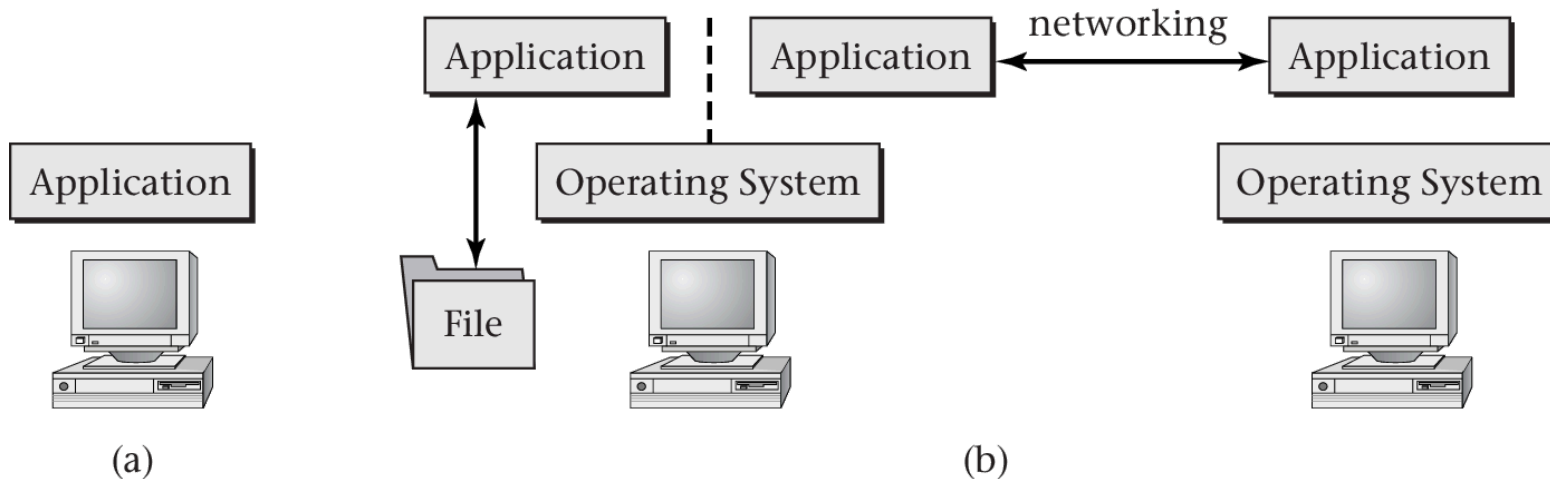 networking
Application
Application
Application
Application
Operating System
Operating System
File
(a)
(b)